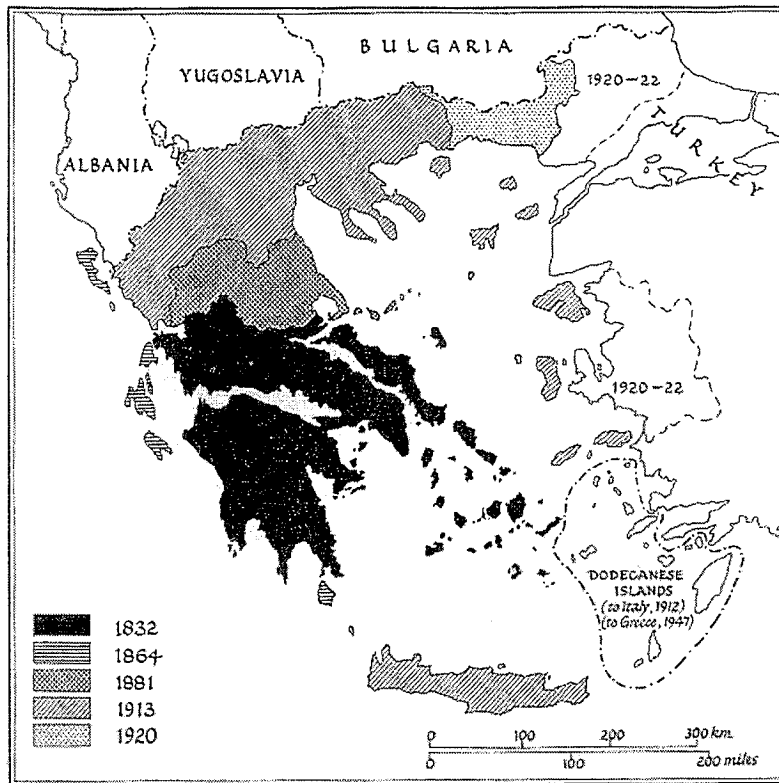 BULGARIA
YUGOSLAVIA
1920-22
TURKEY
ALBANIA
1920-22
DODECANESE
ISLANDS
(to Italy, 1912)
(to Greece, 1947)
1832
1864
1881
1913
1920
0 100 200 300 km.
0 100 200 miles